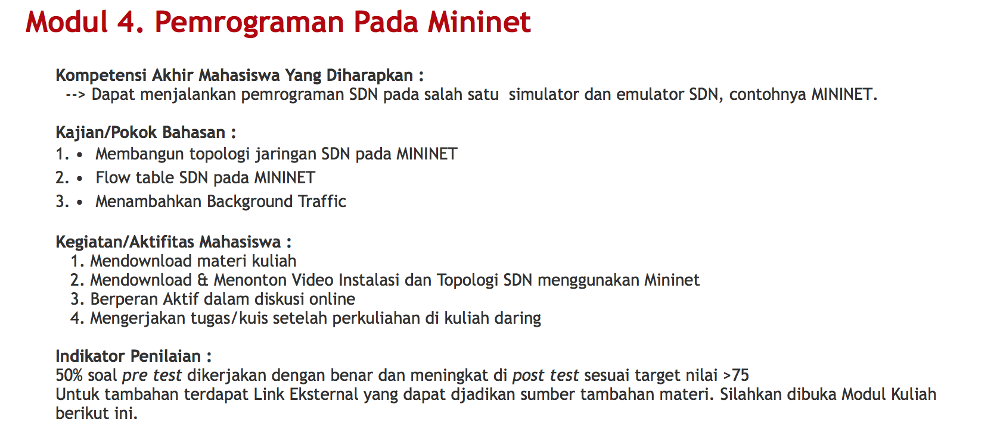 Modul 4. Pemrograman Pada Mininet
Kompetensi Akhir Mahasiswa Yang Diharapkan :
--> Dapat menjalankan pemrograman SDN pada salah satu  simulator dan emulator SDN, contohnya MININET.
Kajian/Pokok Bahasan :
1. • Membangun topologi jaringan SDN pada MININET
2. • Flow table SDN pada MININET
3. • Menambahkan Background Traffic
Kegiatan/Aktifitas Mahasiswa :
1. Mendownload materi kuliah
2. Mendownload & Menonton Video Instalasi dan Topologi SDN menggunakan Mininet
3. Berperan Aktif dalam diskusi online
4. Mengerjakan tugas/kuis setelah perkuliahan di kuliah daring
Indikator Penilaian :
50% soal pre test dikerjakan dengan benar dan meningkat di post test sesuai target nilai >75
Untuk tambahan terdapat Link Eksternal yang dapat djadikan sumber tambahan materi. Silahkan dibuka Modul Kuliah
berikut ini.